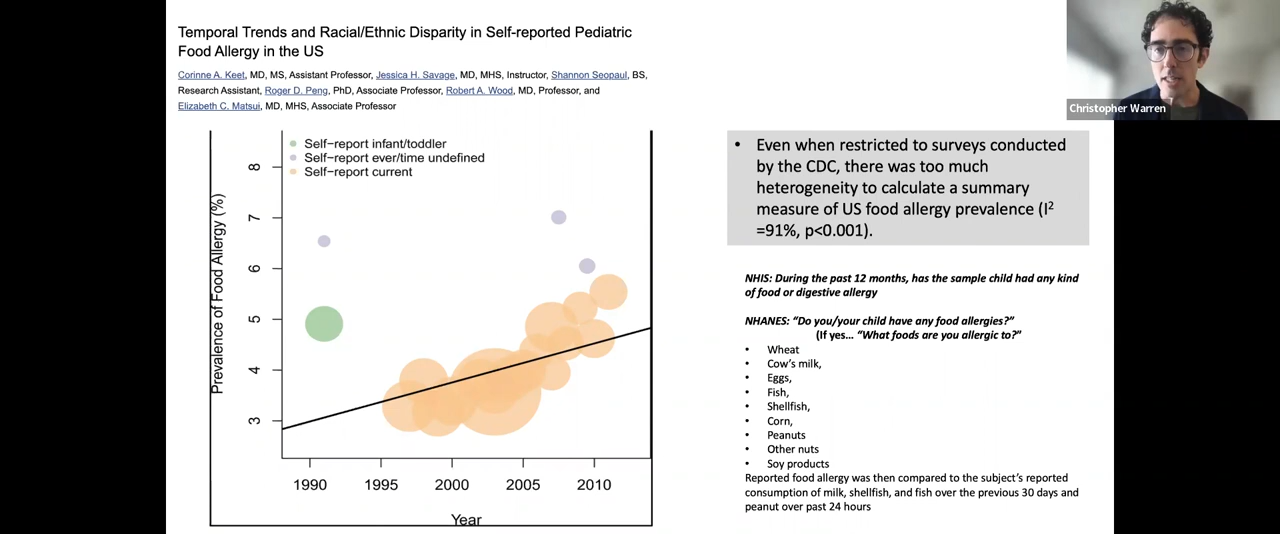 Temporal Trends and Racial/Ethnic Disparity in Self-reported Pediatric
Food Allergy in the US
Corinne A. Keet, MD, MS, Assistant Professor, Jessica H. Savage, MD, MHS, Instructor, Shannon Seopaul, BS,
Research Assistant, Roger D. Peng, PhD, Associate Professor, Robert A. Wood, MD, Professor, and
Elizabeth C. Matsui, MD, MHS, Associate Professor
Christopher Warren
Self−report infant/toddler
Self−report ever/time undefined
Self−report current
Prevalence of Food Allergy (%)
8
7
6
5
4
3
1990 1995 2000 2005 2010
Year
• Even when restricted to surveys conducted
by the CDC, there was too much
heterogeneity to calculate a summary
measure of US food allergy prevalence (I²
=91%, p<0.001).
NHIS: During the past 12 months, has the sample child had any kind
of food or digestive allergy
NHANES: “Do you/your child have any food allergies?”
(If yes… “What foods are you allergic to?”
• Wheat
• Cow’s milk,
• Eggs,
• Fish,
• Shellfish,
• Corn,
• Peanuts
• Other nuts
• Soy products
Reported food allergy was then compared to the subject’s reported
consumption of milk, shellfish, and fish over the previous 30 days and
peanut over past 24 hours